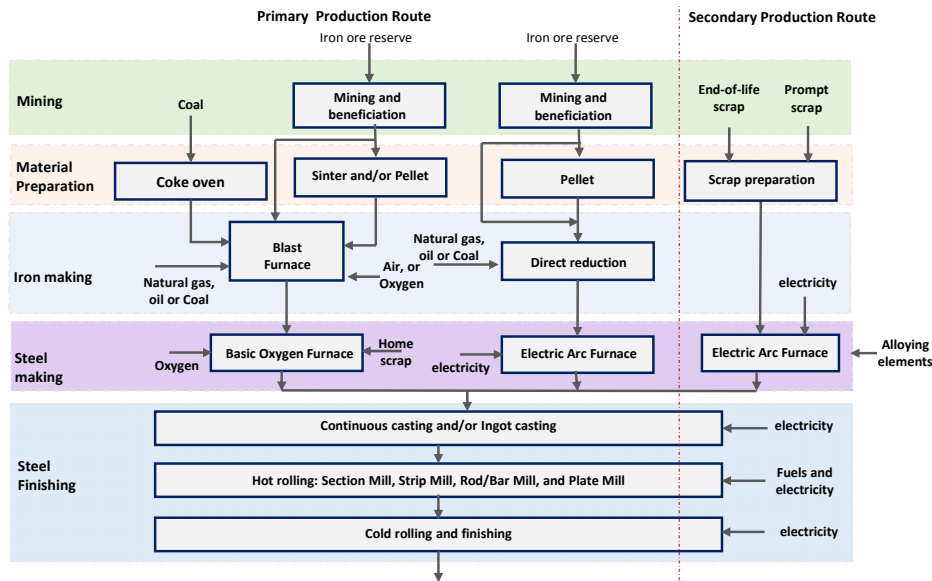 Primary Production Route
Secondary Production Route
Iron ore reserve
Iron ore reserve
Mining
Coal
Mining and
beneficiation
Mining and
beneficiation
End-of-life
scrap
Prompt
scrap
Material
Preparation
Coke oven
Sinter and/or Pellet
Pellet
Scrap preparation
Iron making
Blast
Furnace
Natural gas,
oil or Coal
Air, or
Oxygen
Natural gas,
oil or Coal
Direct reduction
electricity
Steel
making
Oxygen
Basic Oxygen Furnace
Home
scrap
electricity
Electric Arc Furnace
Electric Arc Furnace
Alloying
elements
Steel
Finishing
Continuous casting and/or Ingot casting
electricity
Hot rolling: Section Mill, Strip Mill, Rod/Bar Mill, and Plate Mill
Fuels and
electricity
Cold rolling and finishing
electricity